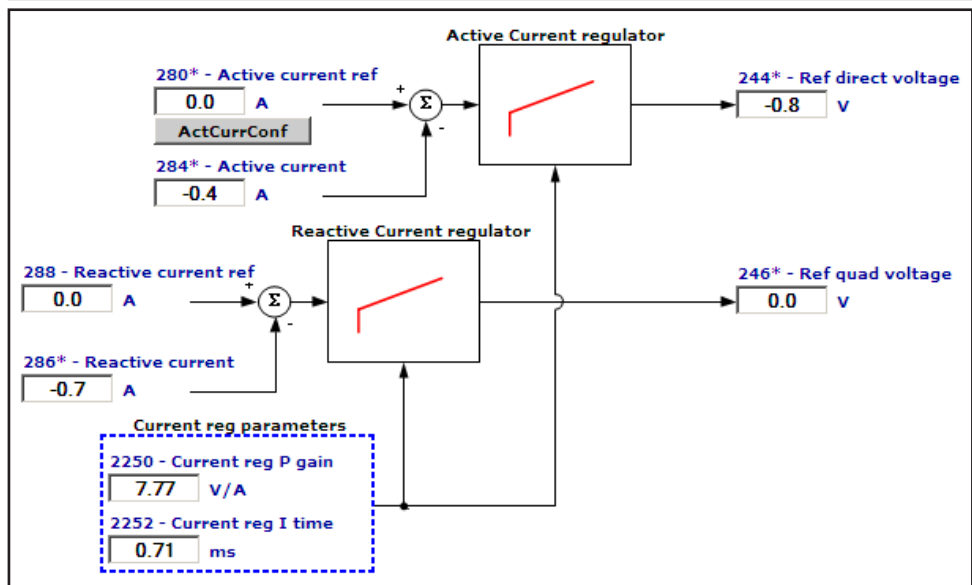 Active Current regulator
280* - Active current ref
0.0 A
ActCurrConf
+
Σ
-
244* - Ref direct voltage
-0.8 V
284* - Active current
-0.4 A
Reactive Current regulator
288 - Reactive current ref
0.0 A
+
Σ
-
246* - Ref quad voltage
0.0 V
286* - Reactive current
-0.7 A
Current reg parameters
2250 - Current reg P gain
7.77 V/A
2252 - Current reg I time
0.71 ms